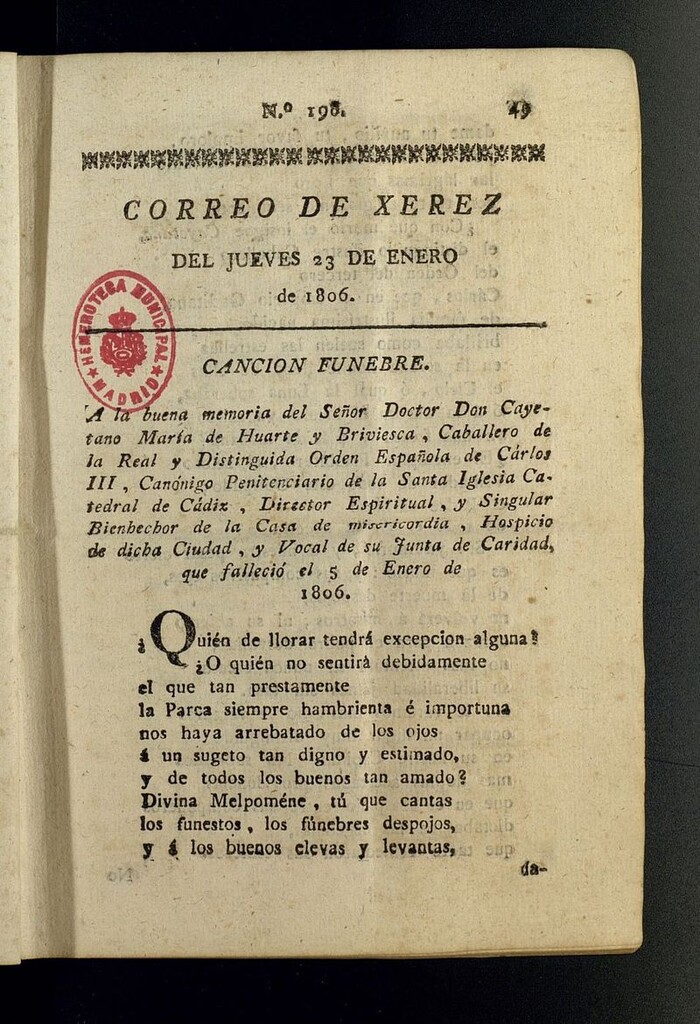 N.º 198. 49
CORREO DE XEREZ
DEL JUEVES 23 DE ENERO
de 1806.
HEMEROTECA MUNICIPAL
★ MADRID ★
CANCION FUNEBRE.
A la buena memoria del Señor Doctor Don Caye-
tano María de Huarte y Briviesca , Caballero de
la Real y Distinguida Orden Española de Cárlos
III , Canónigo Penitenciario de la Santa Iglesia Ca-
tedral de Cádiz , Director Espiritual , y Singular
Bienhechor de la Casa de misericordia , Hospicio
de dicha Ciudad , y Vocal de su Junta de Caridad,
que falleció el 5 de Enero de
1806.
¿Quién de llorar tendrá excepcion alguna?
¿O quién no sentirà debidamente
el que tan prestamente
la Parca siempre hambrienta é importuna
nos haya arrebatado de los ojos
á un sugeto tan digno y estimado,
y de todos los buenos tan amado?
Divina Melpoméne , tú que cantas
los funestos , los fúnebres despojos,
y á los buenos elevas y levantas,
da-